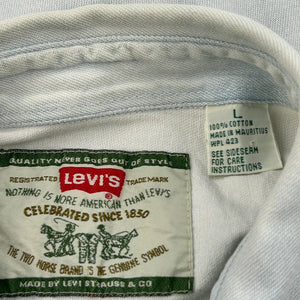 QUALITY NEVER GOES OUT OF STYLE
REGISTERED Levi's TRADE MARK
®
NOTHING IS MORE AMERICAN THAN LEVI'S
CELEBRATED SINCE 1850
THE TWO HORSE BRAND IS THE GENUINE SYMBOL
MADE BY LEVI STRAUSS & CO
L
100% COTTON
MADE IN MAURITIUS
WPL 423
SEE SIDESEAM
FOR CARE
INSTRUCTIONS